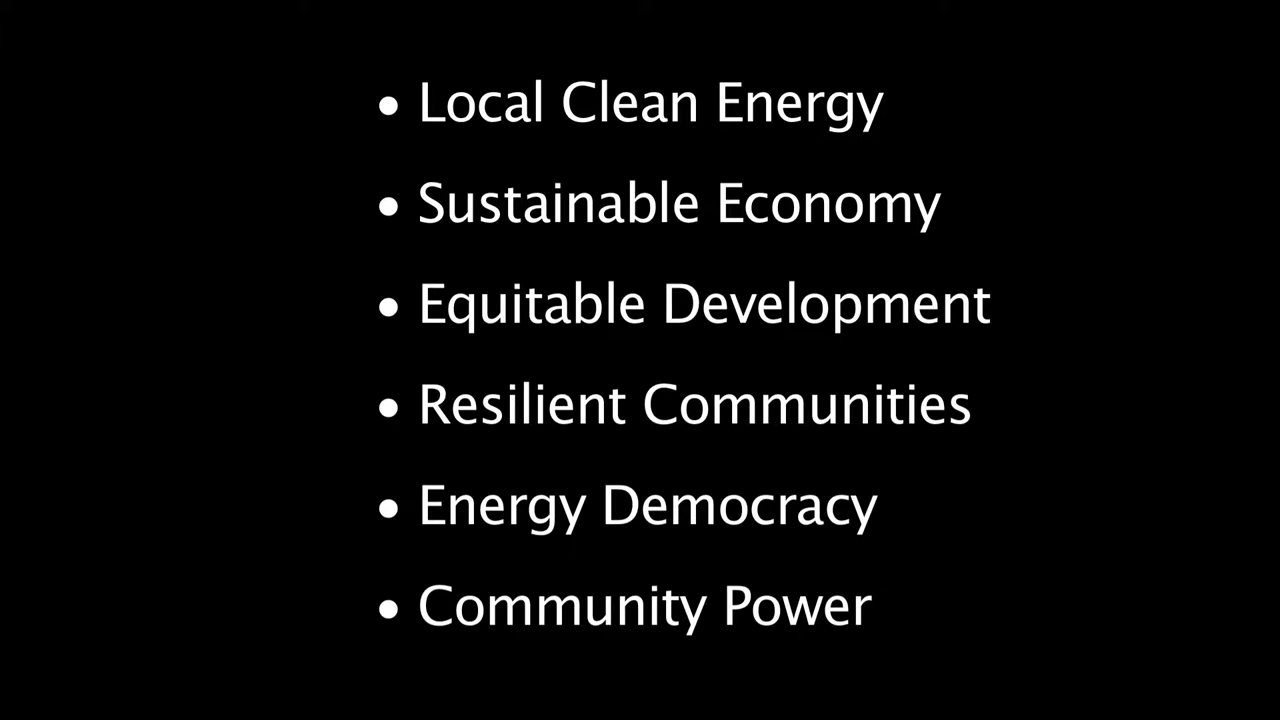 • Local Clean Energy
• Sustainable Economy
• Equitable Development
• Resilient Communities
• Energy Democracy
• Community Power